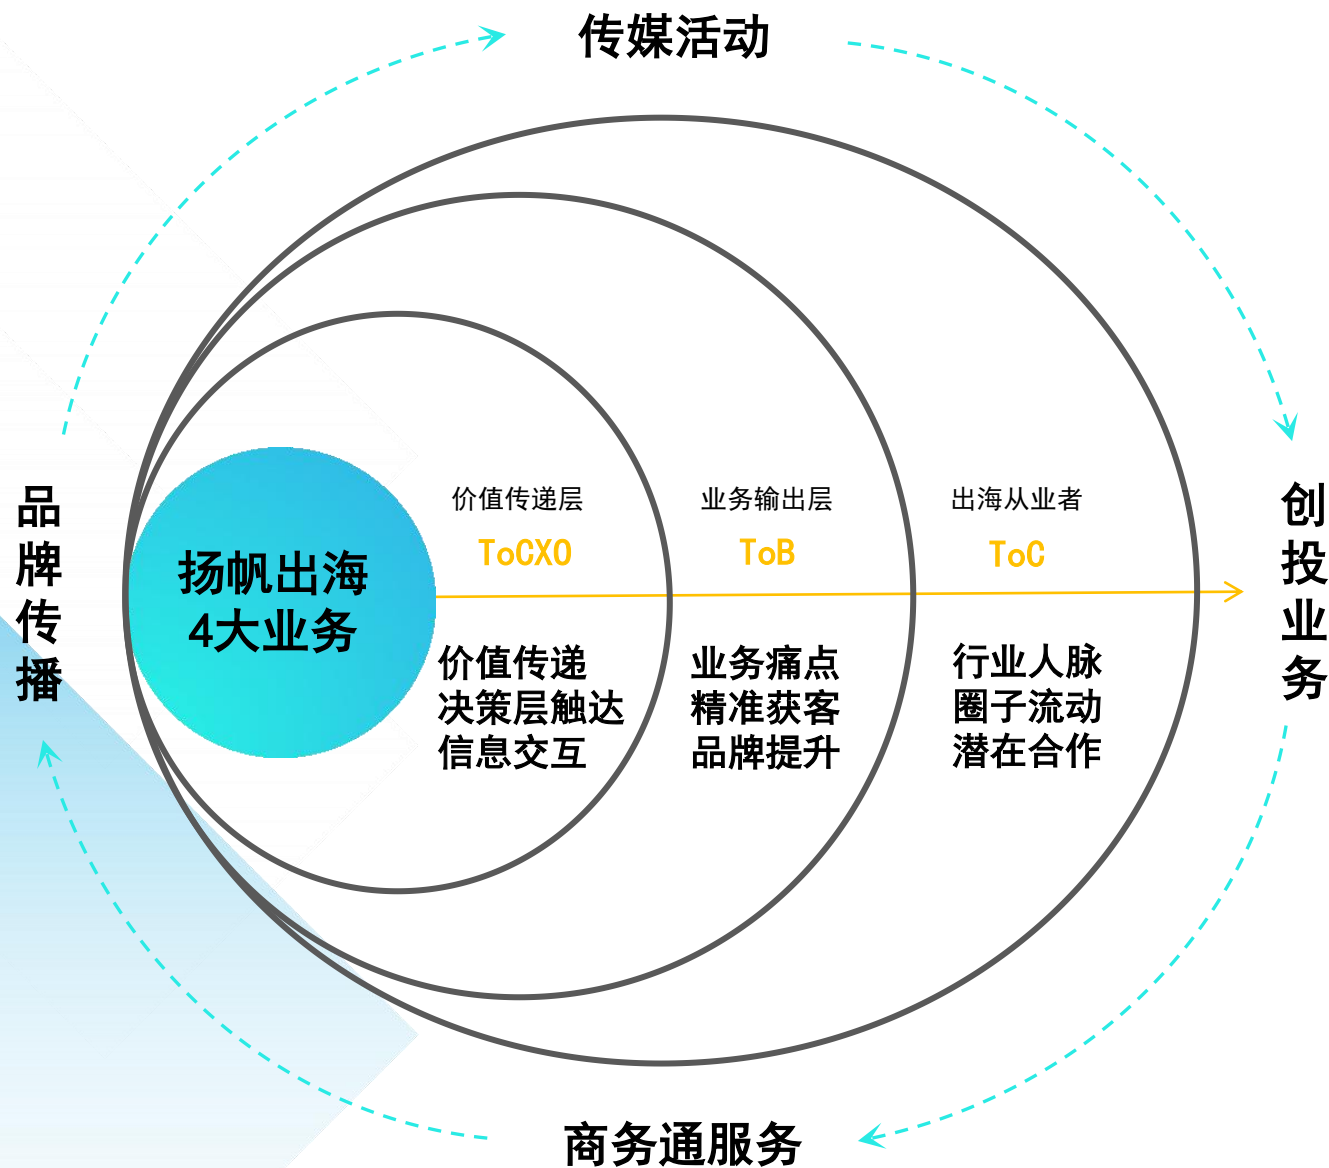 传媒活动
品牌传播
扬帆出海
4大业务
价值传递层
ToCXO
价值传递
决策层触达
信息交互
业务输出层
ToB
业务痛点
精准获客
品牌提升
出海从业者
ToC
行业人脉
圈子流动
潜在合作
创投业务
商务通服务